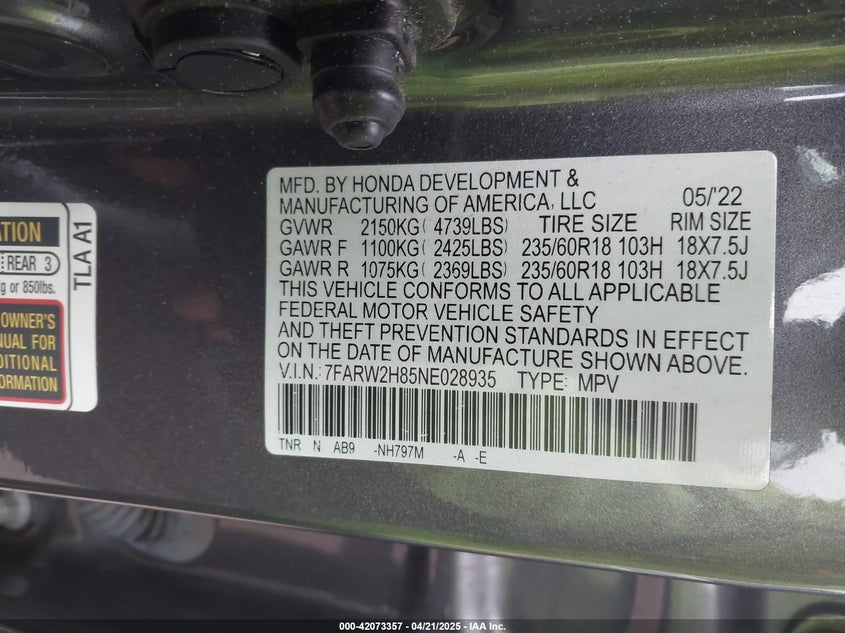 MFD. BY HONDA DEVELOPMENT &
MANUFACTURING OF AMERICA, LLC 05/'22
GVWR 2150KG( 4739LBS) TIRE SIZE RIM SIZE
GAWR F 1100KG( 2425LBS) 235/60R18 103H 18X7.5J
GAWR R 1075KG( 2369LBS) 235/60R18 103H 18X7.5J
THIS VEHICLE CONFORMS TO ALL APPLICABLE
FEDERAL MOTOR VEHICLE SAFETY
AND THEFT PREVENTION STANDARDS IN EFFECT
ON THE DATE OF MANUFACTURE SHOWN ABOVE.
V.I.N.: 7FARW2H85NE028935 TYPE: MPV
TNR N AB9 -NH797M -A -E
REAR 3
g or 850lbs.
OWNER'S
FOR
TLA A1
000-42073357 - 04/21/2025 - IAA Inc.